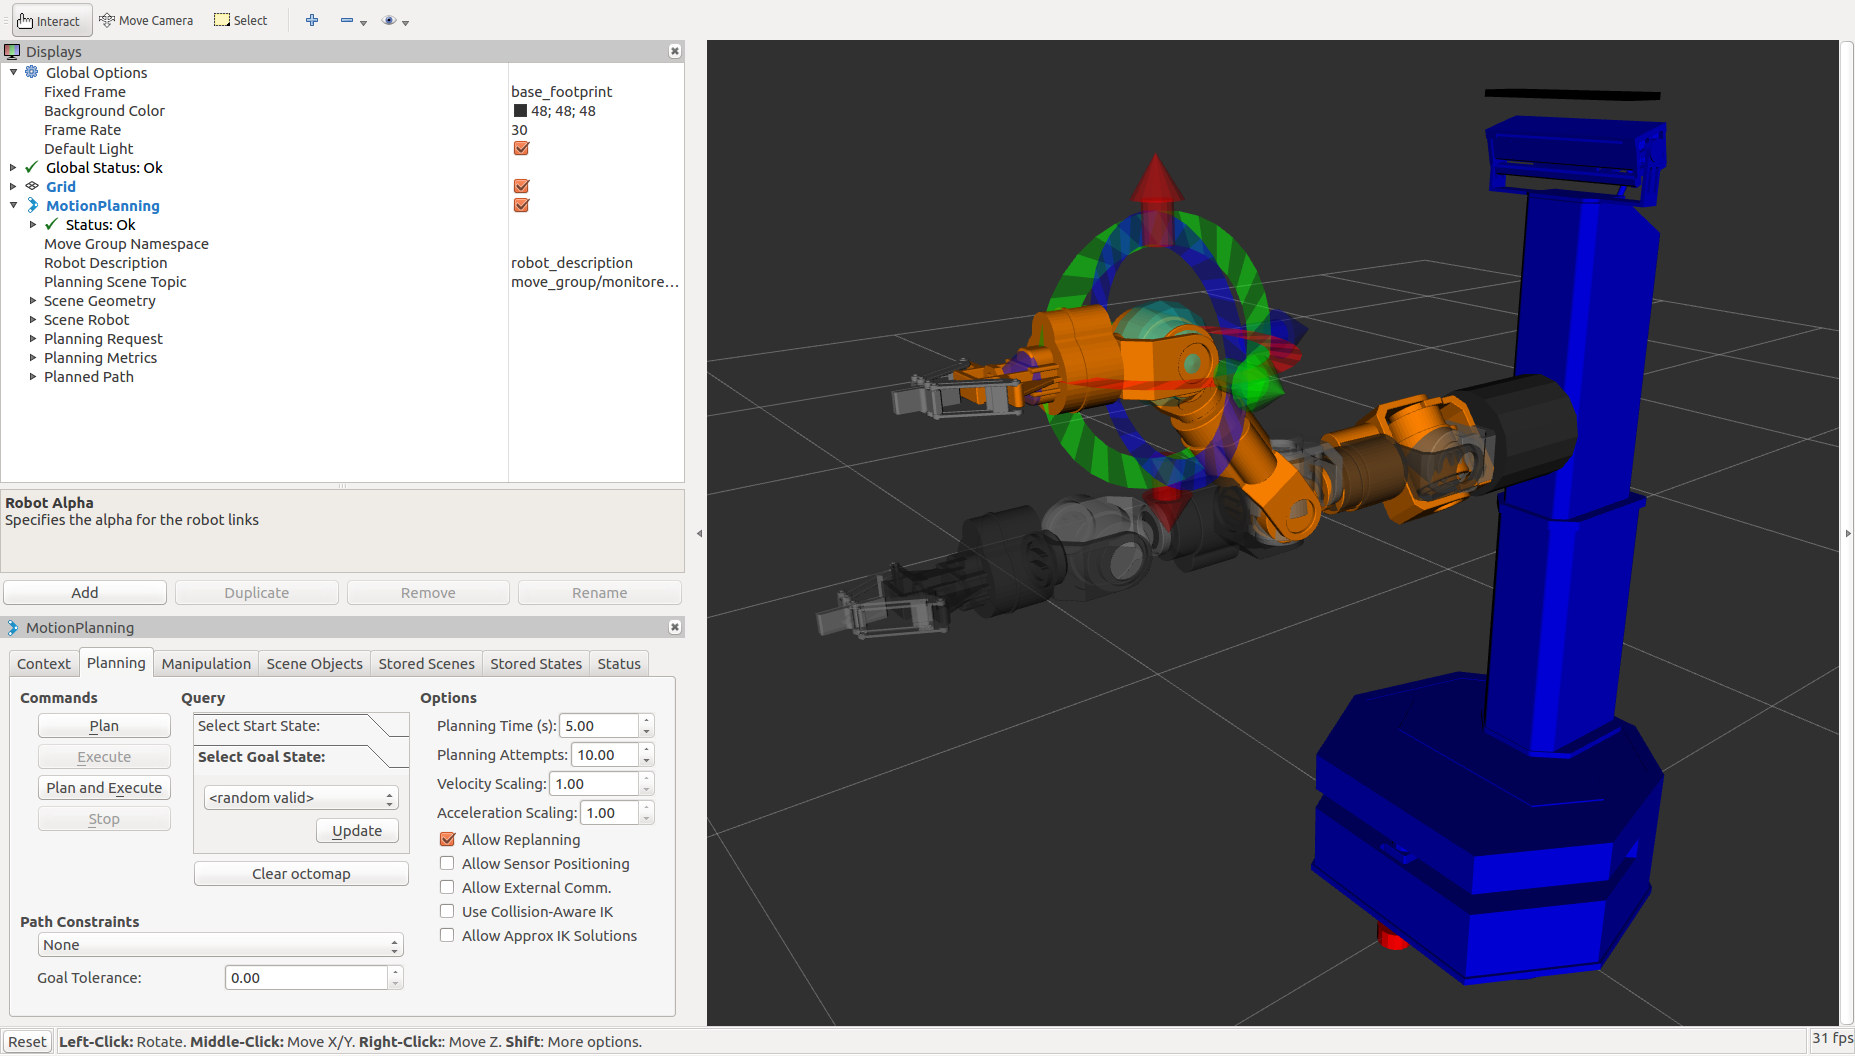 Interact Move Camera Select
Displays
Global Options
Fixed Frame base_footprint
Background Color 48; 48; 48
Frame Rate 30
Default Light
Global Status: Ok
Grid
MotionPlanning
Status: Ok
Move Group Namespace
Robot Description robot_description
Planning Scene Topic move_group/monitore...
Scene Geometry
Scene Robot
Planning Request
Planning Metrics
Planned Path
Robot Alpha
Specifies the alpha for the robot links
Add Duplicate Remove Rename
MotionPlanning
Context Planning Manipulation Scene Objects Stored Scenes Stored States Status
Commands
Plan
Execute
Plan and Execute
Stop
Query
Select Start State:
Select Goal State:
<random valid>
Update
Clear octomap
Options
Planning Time (s): 5.00
Planning Attempts: 10.00
Velocity Scaling: 1.00
Acceleration Scaling: 1.00
Allow Replanning
Allow Sensor Positioning
Allow External Comm.
Use Collision-Aware IK
Allow Approx IK Solutions
Path Constraints
None
Goal Tolerance: 0.00
Reset Left-Click: Rotate. Middle-Click: Move X/Y. Right-Click:: Move Z. Shift: More options. 31 fps